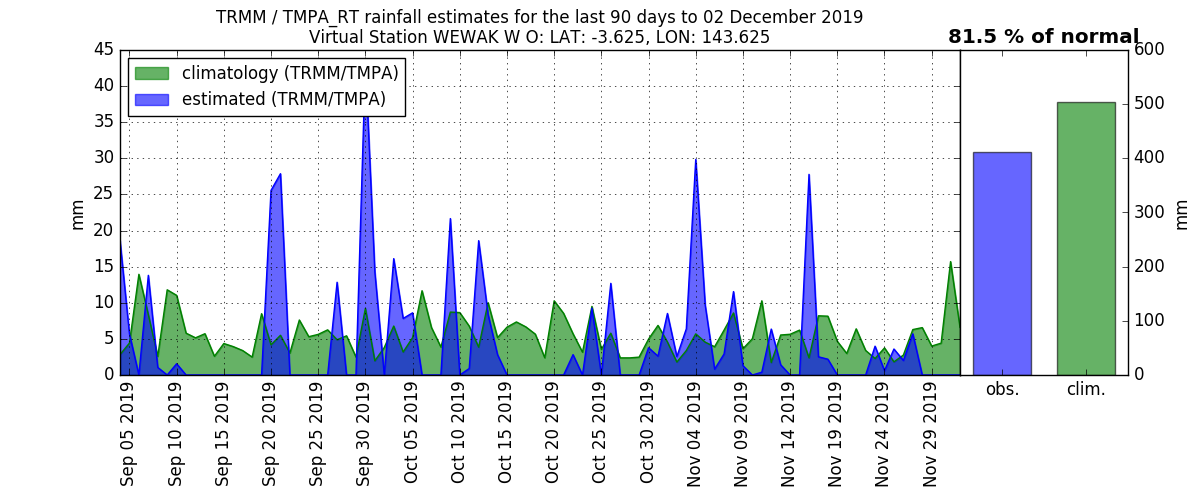 TRMM / TMPA_RT rainfall estimates for the last 90 days to 02 December 2019
Virtual Station WEWAK W O: LAT: -3.625, LON: 143.625
81.5 % of normal
climatology (TRMM/TMPA)
estimated (TRMM/TMPA)
45
40
35
30
25
20
15
10
5
0
mm
Sep 05 2019
Sep 10 2019
Sep 15 2019
Sep 20 2019
Sep 25 2019
Sep 30 2019
Oct 05 2019
Oct 10 2019
Oct 15 2019
Oct 20 2019
Oct 25 2019
Oct 30 2019
Nov 04 2019
Nov 09 2019
Nov 14 2019
Nov 19 2019
Nov 24 2019
Nov 29 2019
600
500
400
300
200
100
0
mm
obs.
clim.